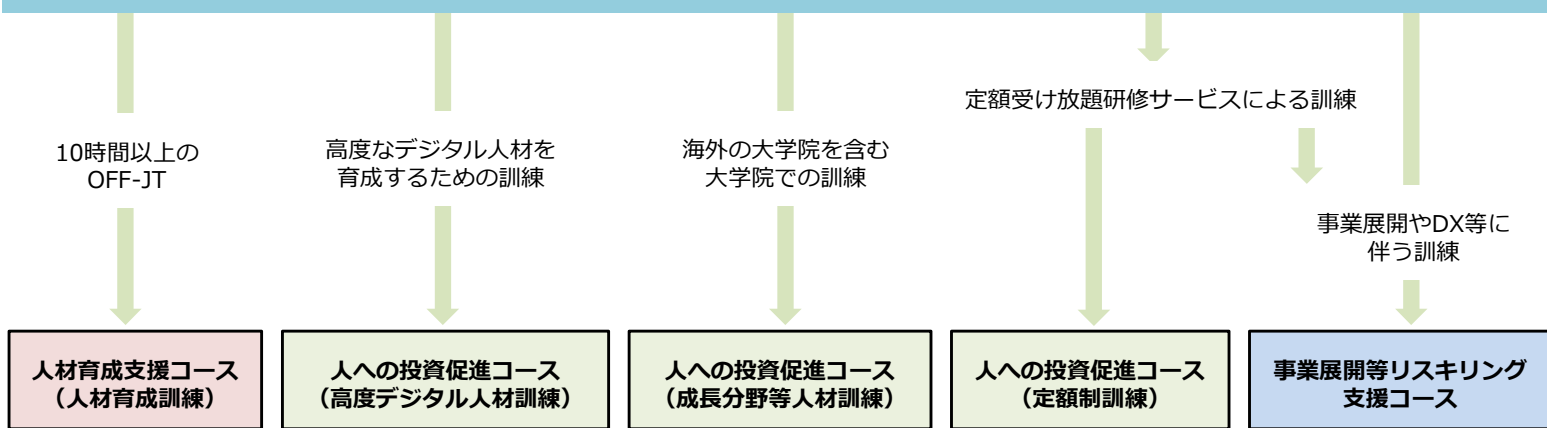 定額受け放題研修サービスによる訓練
10時間以上の
OFF-JT
高度なデジタル人材を
育成するための訓練
海外の大学院を含む
大学院での訓練
事業展開やDX等に
伴う訓練
人材育成支援コース
（人材育成訓練）
人への投資促進コース
（高度デジタル人材訓練）
人への投資促進コース
（成長分野等人材訓練）
人への投資促進コース
（定額制訓練）
事業展開等リスキリング
支援コース